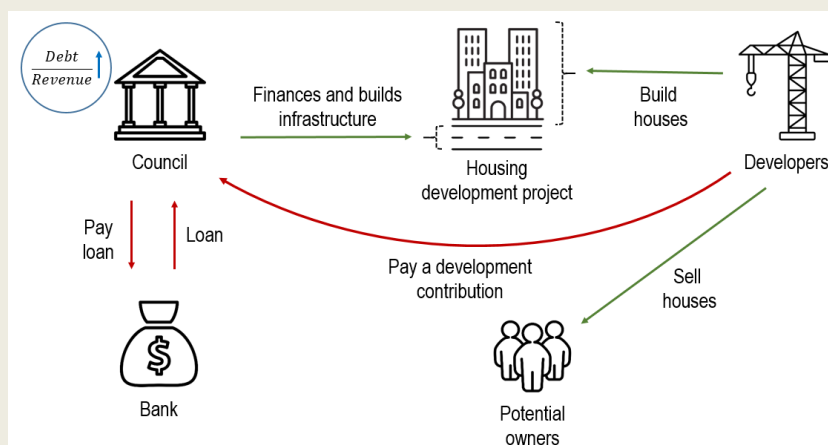 Debt
Revenue
Finances and builds
infrastructure
Build
houses
Council
Housing
development project
Developers
Pay
loan
Loan
Pay a development
contribution
Sell
houses
$
Bank
Potential
owners